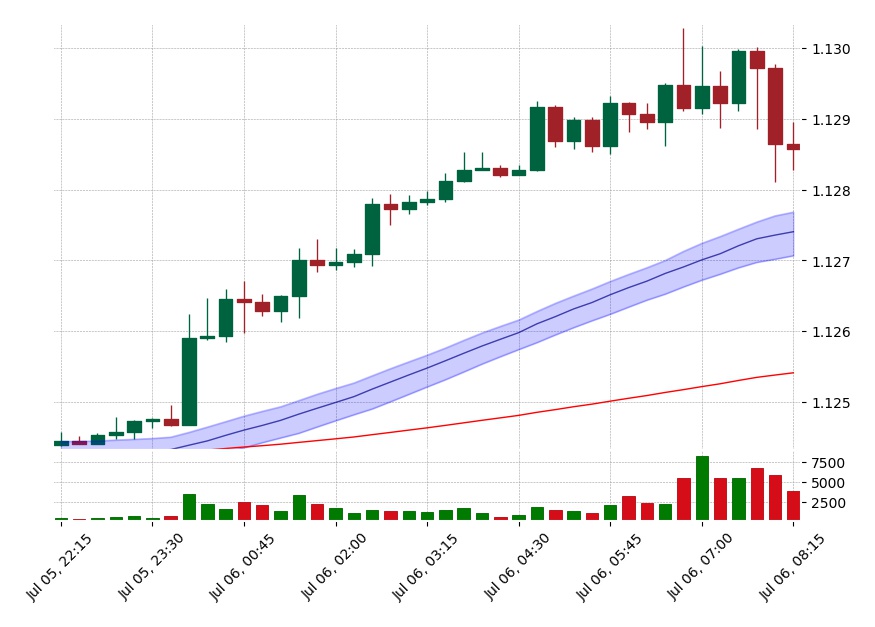 1.130
1.129
1.128
1.127
1.126
1.125
7500
5000
2500
Jul 05, 22:15
Jul 05, 23:30
Jul 06, 00:45
Jul 06, 02:00
Jul 06, 03:15
Jul 06, 04:30
Jul 06, 05:45
Jul 06, 07:00
Jul 06, 08:15